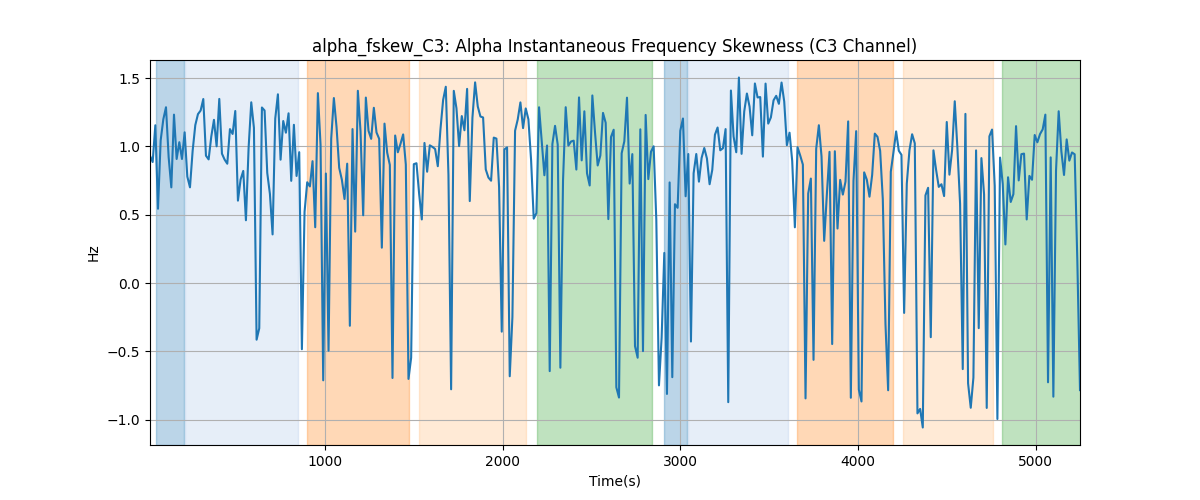 alpha_fskew_C3: Alpha Instantaneous Frequency Skewness (C3 Channel)
1.5
1.0
0.5
0.0
−0.5
−1.0
Hz
1000 2000 3000 4000 5000
Time(s)